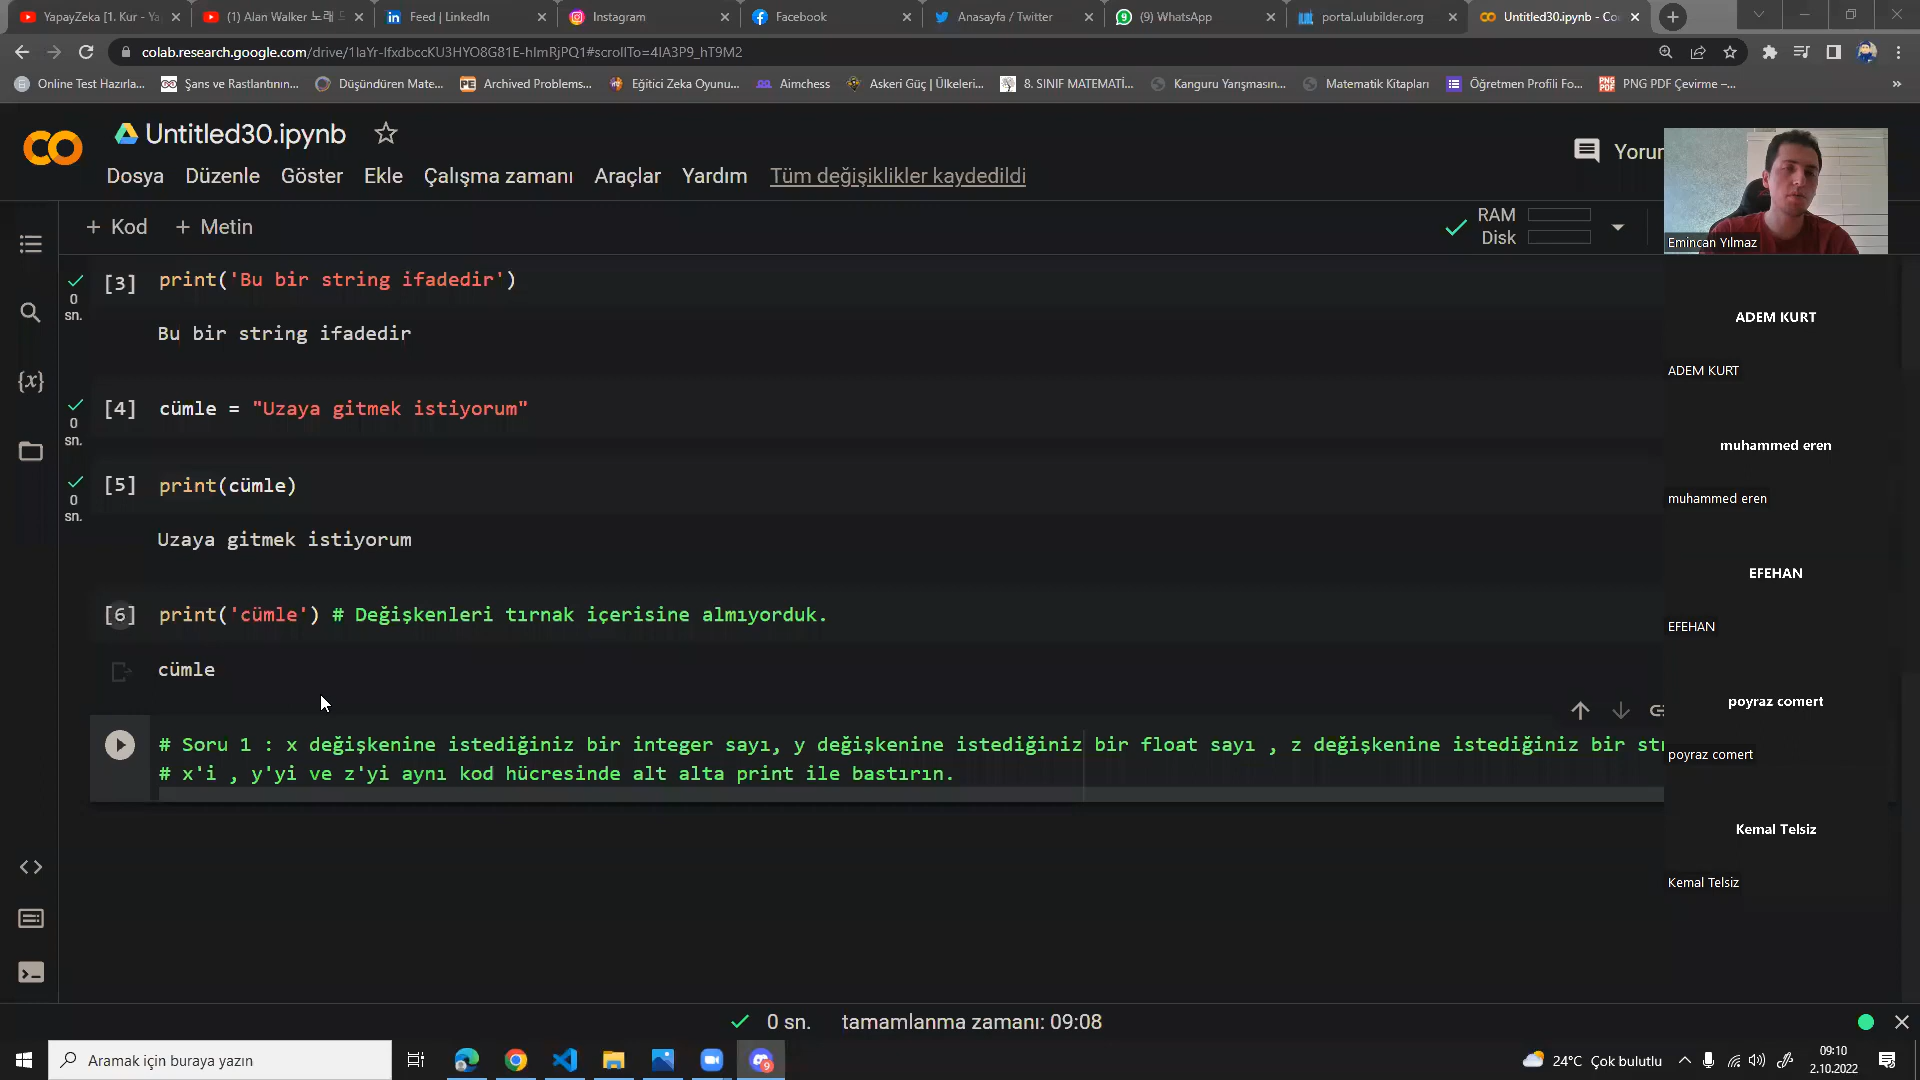 YapayZeka [1. Kur - Ya
(1) Alan Walker 노래 모
Feed | LinkedIn
Instagram
Facebook
Anasayfa / Twitter
(9) WhatsApp
portal.ulubilder.org
Untitled30.ipynb - Co
colab.research.google.com/drive/1IaYr-lfxdbccKU3HYO8G81E-hImRjPQ1#scrollTo=4IA3P9_hT9M2
Online Test Hazırla...
Şans ve Rastlantının...
Düşündüren Mate...
Archived Problems...
Eğitici Zeka Oyunu...
Aimchess
Askeri Güç | Ülkeleri...
8. SINIF MATEMATİ...
Kanguru Yarışmasın...
Matematik Kitapları
Öğretmen Profili Fo...
PNG PDF Çevirme –...
Untitled30.ipynb
Yorum
Dosya Düzenle Göster Ekle Çalışma zamanı Araçlar Yardım Tüm değişiklikler kaydedildi
+ Kod + Metin
RAM
Disk
Emincan Yılmaz
[3] print('Bu bir string ifadedir')
0
sn.
Bu bir string ifadedir
[4] cümle = "Uzaya gitmek istiyorum"
0
sn.
[5] print(cümle)
0
sn.
Uzaya gitmek istiyorum
[6] print('cümle') # Değişkenleri tırnak içerisine almıyorduk.
cümle
# Soru 1 : x değişkenine istediğiniz bir integer sayı, y değişkenine istediğiniz bir float sayı , z değişkenine istediğiniz bir str
# x'i , y'yi ve z'yi aynı kod hücresinde alt alta print ile bastırın.
ADEM KURT
ADEM KURT
muhammed eren
muhammed eren
EFEHAN
EFEHAN
poyraz comert
poyraz comert
Kemal Telsiz
Kemal Telsiz
0 sn. tamamlanma zamanı: 09:08
Aramak için buraya yazın
24°C Çok bulutlu
09:10
2.10.2022